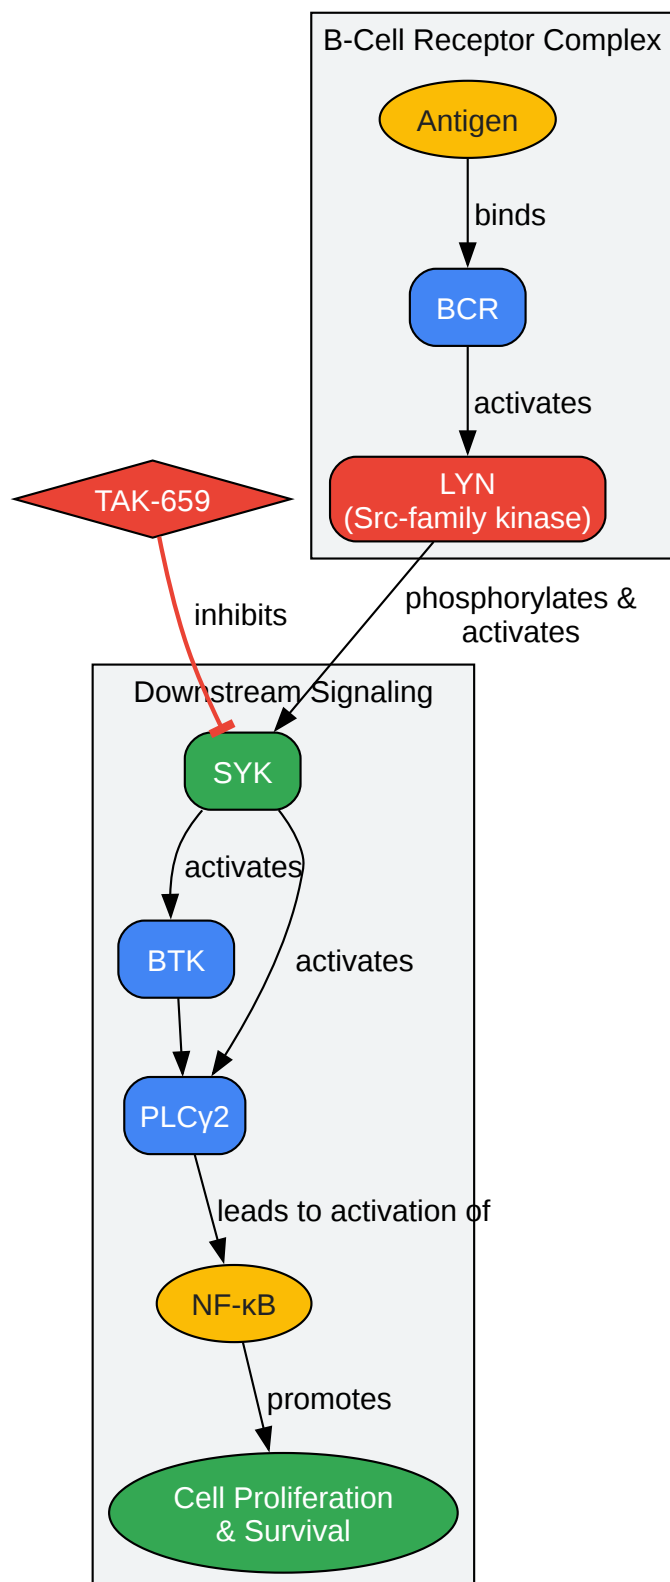 B-Cell Receptor Complex
Antigen
binds
BCR
activates
LYN
(Src-family kinase)
TAK-659
inhibits
phosphorylates &
activates
Downstream Signaling
SYK
activates
BTK
activates
PLCγ2
leads to activation of
NF-κB
promotes
Cell Proliferation
& Survival